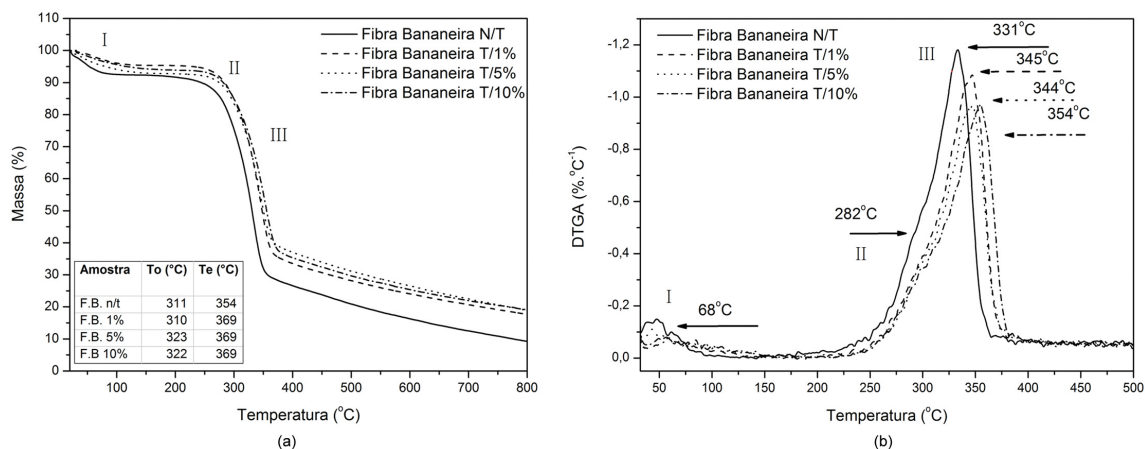 I
II
III
Fibra Bananeira N/T
Fibra Bananeira T/1%
Fibra Bananeira T/5%
Fibra Bananeira T/10%
Massa (%)
110
100
90
80
70
60
50
40
30
20
10
0
Amostra To (°C) Te (°C)
F.B. n/t 311 354
F.B. 1% 310 369
F.B. 5% 323 369
F.B 10% 322 369
100 200 300 400 500 600 700 800
Temperatura (°C)
(a)
Fibra Bananeira N/T
Fibra Bananeira T/1%
Fibra Bananeira T/5%
Fibra Bananeira T/10%
III
331°C
345°C
344°C
354°C
282°C
II
I
68°C
DTGA (%.°C⁻¹)
-1,2
-1,0
-0,8
-0,6
-0,4
-0,2
0,0
50 100 150 200 250 300 350 400 450 500
Temperatura (°C)
(b)